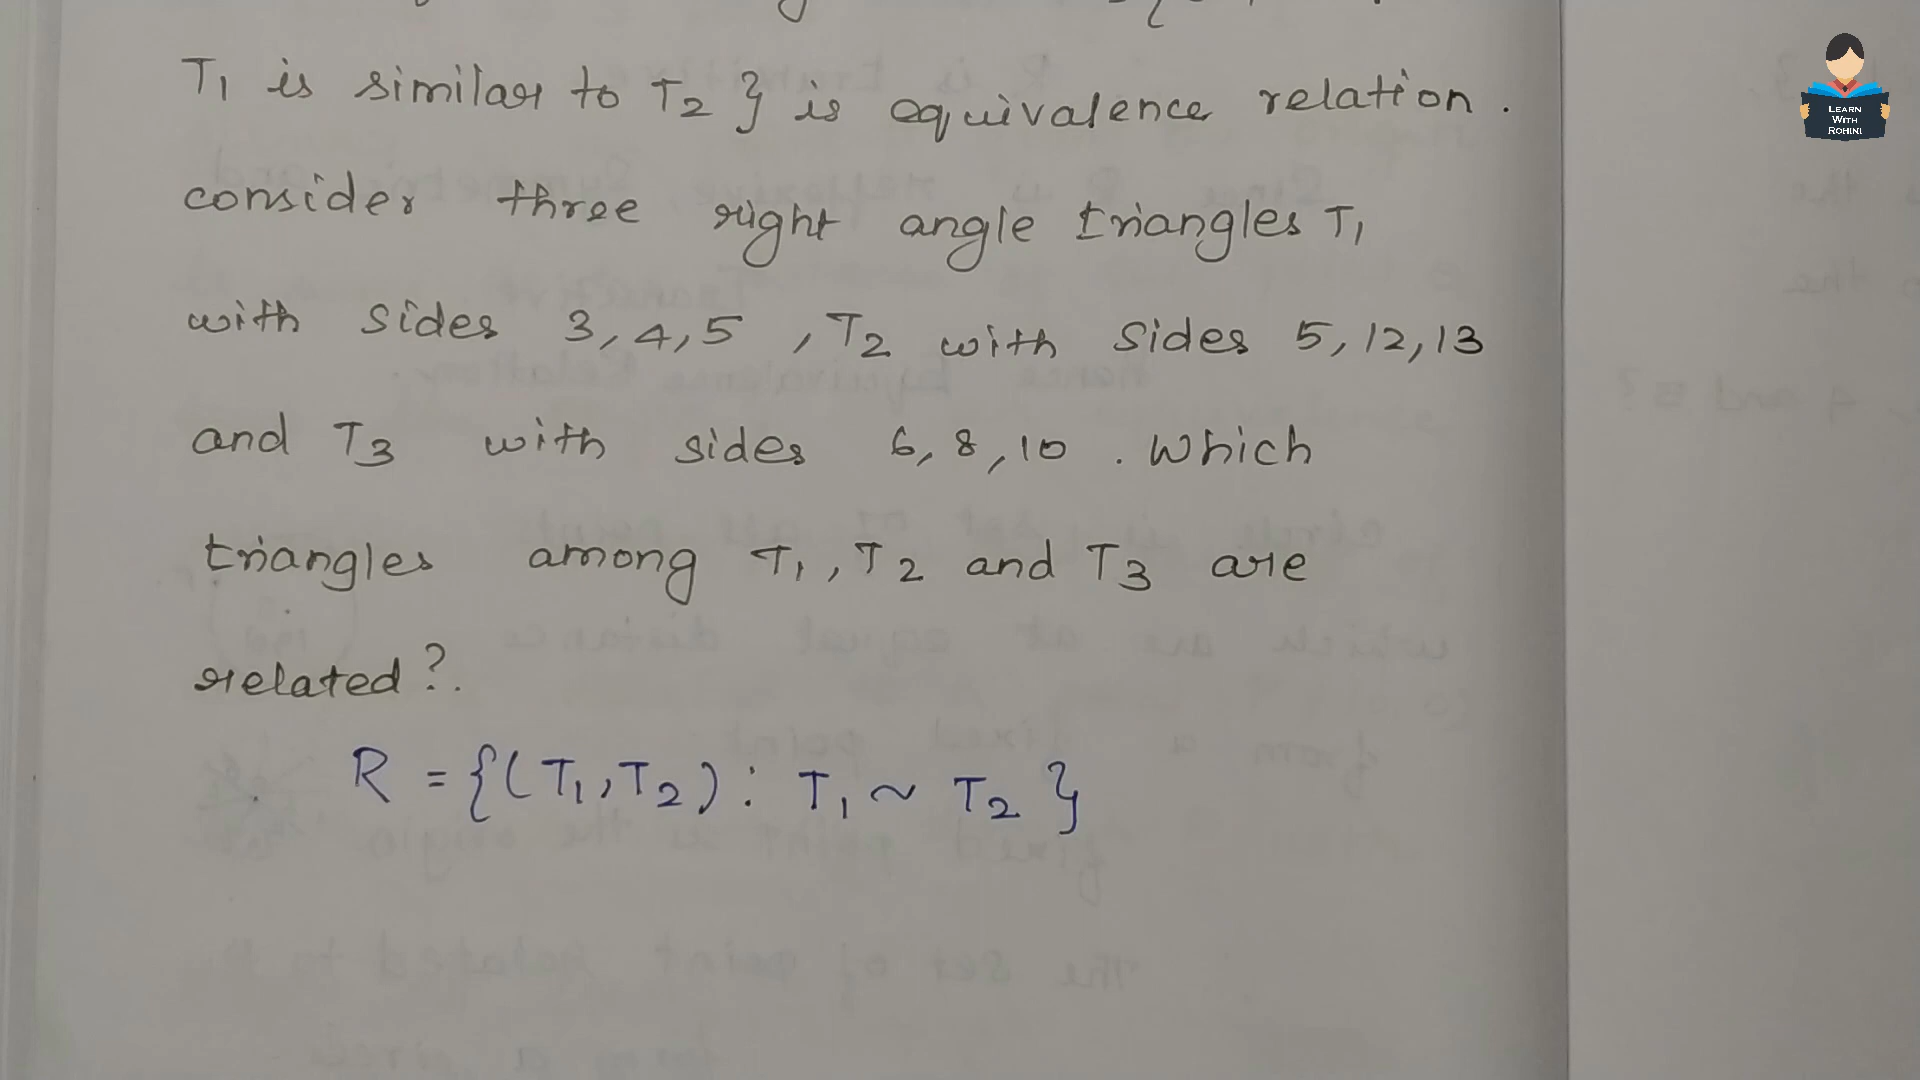 T1 is similar to T2 } is equivalence relation.
consider three right angle triangles T1
with sides 3,4,5 , T2 with sides 5,12,13
and T3 with sides 6,8,10 . Which
triangles among T1, T2 and T3 are
related?.
R = {(T1,T2): T1 ~ T2 }
LEARN
WITH
ROHINI